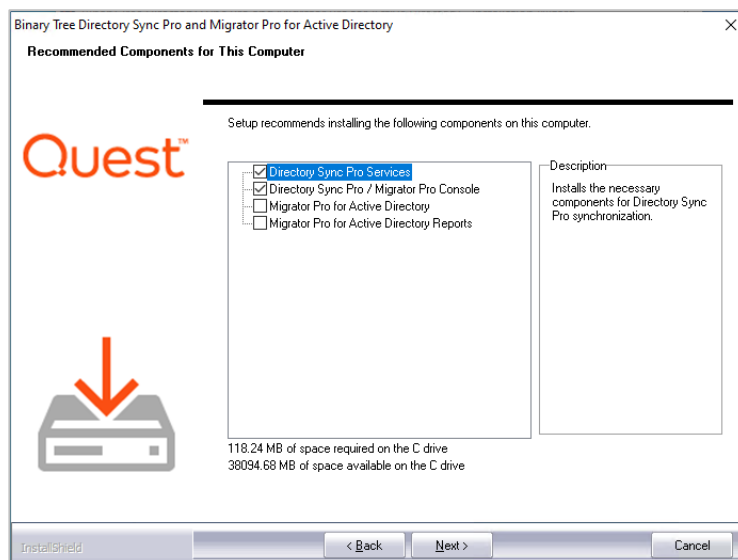 Binary Tree Directory Sync Pro and Migrator Pro for Active Directory
Recommended Components for This Computer
Quest™
Setup recommends installing the following components on this computer.
Directory Sync Pro Services
Directory Sync Pro / Migrator Pro Console
Migrator Pro for Active Directory
Migrator Pro for Active Directory Reports
Description
Installs the necessary
components for Directory Sync
Pro synchronization.
118.24 MB of space required on the C drive
38094.68 MB of space available on the C drive
InstallShield
< Back
Next >
Cancel